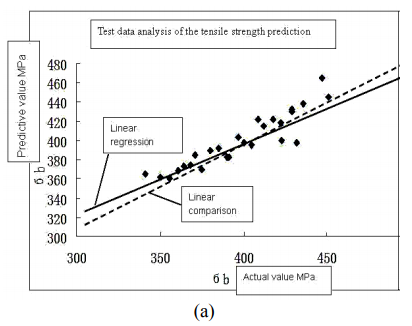 Test data analysis of the tensile strength prediction
Predictive value MPa
480
460
440
420
400
380
360
340
320
300
б b
Linear
regression
Linear
comparison
300
350
400
450
б b
Actual value MPa.
(a)